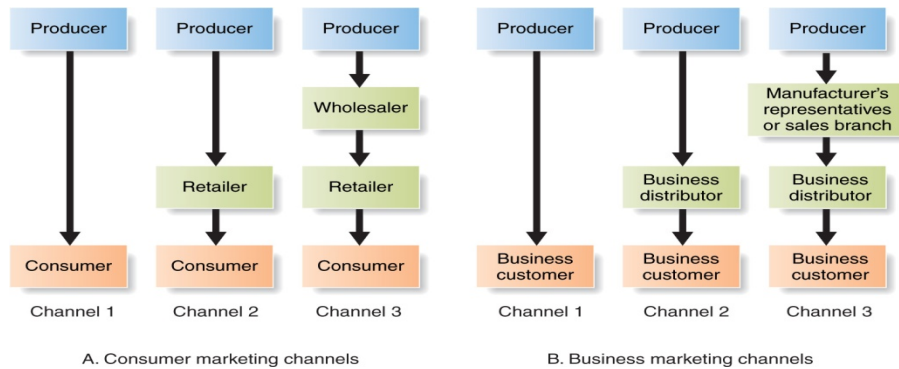 Producer
Producer
Producer
Wholesaler
Retailer
Retailer
Consumer
Consumer
Consumer
Channel 1
Channel 2
Channel 3
A. Consumer marketing channels
Producer
Producer
Producer
Manufacturer's
representatives
or sales branch
Business
distributor
Business
distributor
Business
customer
Business
customer
Business
customer
Channel 1
Channel 2
Channel 3
B. Business marketing channels